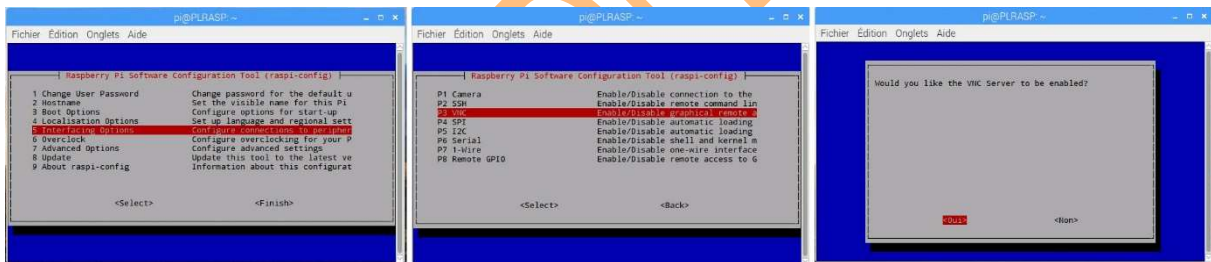 pi@PLRASP: ~
Fichier Édition Onglets Aide
Raspberry Pi Software Configuration Tool (raspi-config)
1 Change User Password Change password for the default u
2 Hostname Set the visible name for this Pi
3 Boot Options Configure options for start-up
4 Localisation Options Set up language and regional sett
5 Interfacing Options Configure connections to peripher
6 Overclock Configure overclocking for your P
7 Advanced Options Configure advanced settings
8 Update Update this tool to the latest ve
9 About raspi-config Information about this configurat
<Select> <Finish>
pi@PLRASP: ~
Fichier Édition Onglets Aide
Raspberry Pi Software Configuration Tool (raspi-config)
P1 Camera Enable/Disable connection to the
P2 SSH Enable/Disable remote command lin
P3 VNC Enable/Disable graphical remote a
P4 SPI Enable/Disable automatic loading
P5 I2C Enable/Disable automatic loading
P6 Serial Enable/Disable shell and kernel m
P7 1-Wire Enable/Disable one-wire interface
P8 Remote GPIO Enable/Disable remote access to G
<Select> <Back>
pi@PLRASP: ~
Fichier Édition Onglets Aide
Would you like the VNC Server to be enabled?
<Oui> <Non>